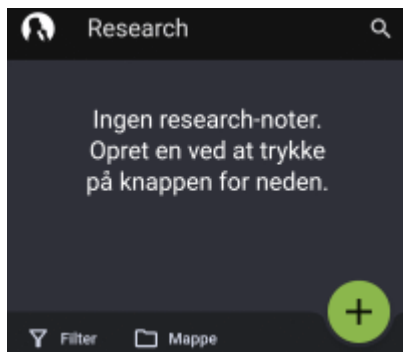 Research
Ingen research-noter.
Opret en ved at trykke
på knappen for neden.
Filter
Mappe